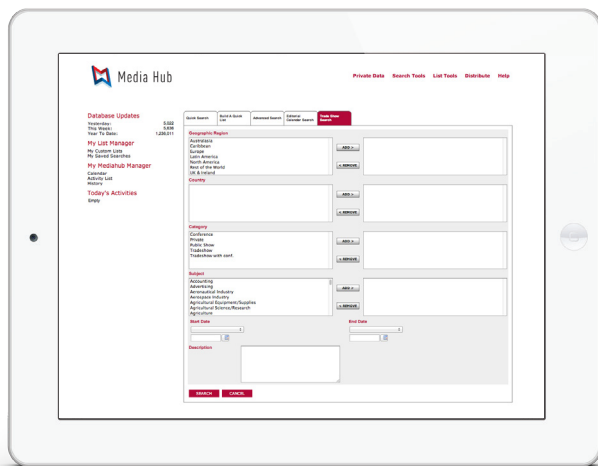 Media Hub
Private Data Search Tools List Tools Distribute Help
Database Updates
Yesterday: 5,022
This Week: 5,636
Year To Date: 1,206,511
My List Manager
My Custom Lists
My Saved Searches
My Mediahub Manager
Calendar
Activity List
History
Today's Activities
Empty
Quick Search
Build A Quick
List
Advanced Search
Editorial
Calendar Search
Trade Show
Search
Geographic Region
Australasia
Caribbean
Europe
Latin America
North America
Rest of the World
UK & Ireland
ADD >
< REMOVE
Country
ADD >
< REMOVE
Category
Conference
Private
Public Show
Tradeshow
Tradeshow with conf.
ADD >
< REMOVE
Subject
Accounting
Advertising
Aeronautical Industry
Aerospace Industry
Agricultural Equipment/Supplies
Agricultural Science/Research
Agriculture
ADD >
< REMOVE
Start Date
End Date
Description
SEARCH CANCEL